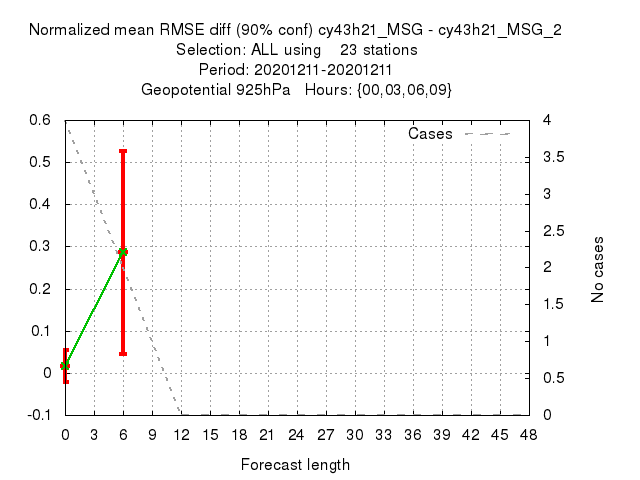 Normalized mean RMSE diff (90% conf) cy43h21_MSG - cy43h21_MSG_2
Selection: ALL using    23 stations
Period: 20201211-20201211
Geopotential 925hPa   Hours: {00,03,06,09}
Cases
0.6
0.5
0.4
0.3
0.2
0.1
0
-0.1
4
3.5
3
2.5
2
1.5
1
0.5
0
No cases
0 3 6 9 12 15 18 21 24 27 30 33 36 39 42 45 48
Forecast length